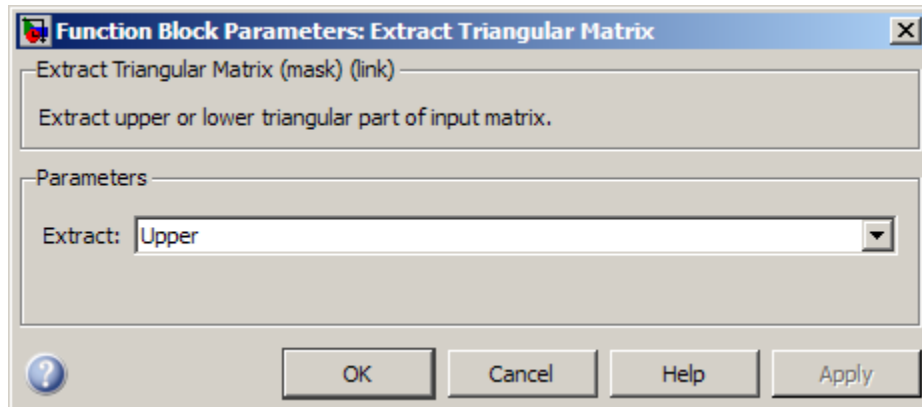 Function Block Parameters: Extract Triangular Matrix
Extract Triangular Matrix (mask) (link)
Extract upper or lower triangular part of input matrix.
Parameters
Extract: Upper
OK Cancel Help Apply